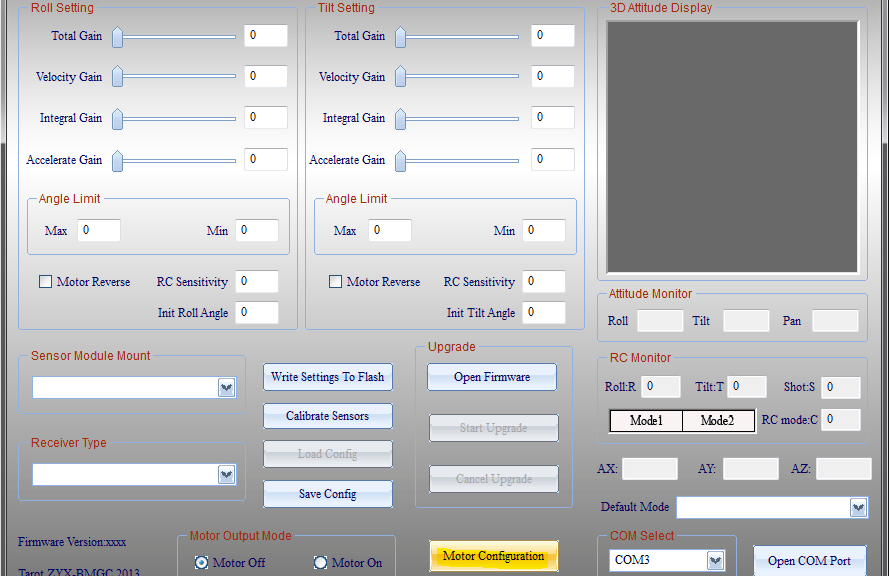 Roll Setting
Total Gain 0
Velocity Gain 0
Integral Gain 0
Accelerate Gain 0
Angle Limit
Max 0 Min 0
Motor Reverse RC Sensitivity 0
Init Roll Angle 0
Tilt Setting
Total Gain 0
Velocity Gain 0
Integral Gain 0
Accelerate Gain 0
Angle Limit
Max 0 Min 0
Motor Reverse RC Sensitivity 0
Init Tilt Angle 0
3D Attitude Display
Attitude Monitor
Roll Tilt Pan
Sensor Module Mount
Receiver Type
Write Settings To Flash
Calibrate Sensors
Load Config
Save Config
Upgrade
Open Firmware
Start Upgrade
Cancel Upgrade
RC Monitor
Roll:R 0 Tilt:T 0 Shot:S 0
Mode1 Mode2 RC mode:C 0
AX: AY: AZ:
Default Mode
Firmware Version:xxxx
Tarot ZYX-BMGC 2013
Motor Output Mode
Motor Off Motor On
Motor Configuration
COM Select
COM3
Open COM Port